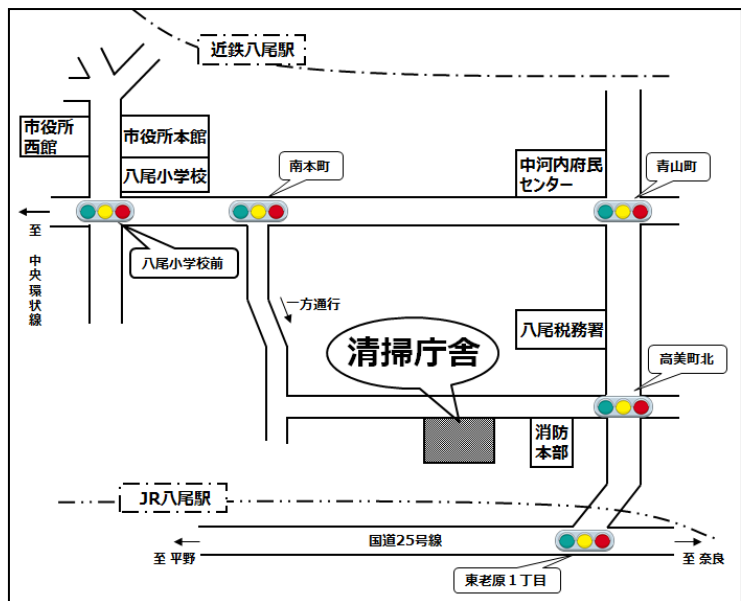 近鉄八尾駅
市役所
西館
市役所本館
八尾小学校
南本町
中河内府民
センター
青山町
至 中央環状線
八尾小学校前
一方通行
八尾税務署
清掃庁舎
高美町北
消防
本部
JR八尾駅
国道25号線
至 平野
至 奈良
東老原１丁目